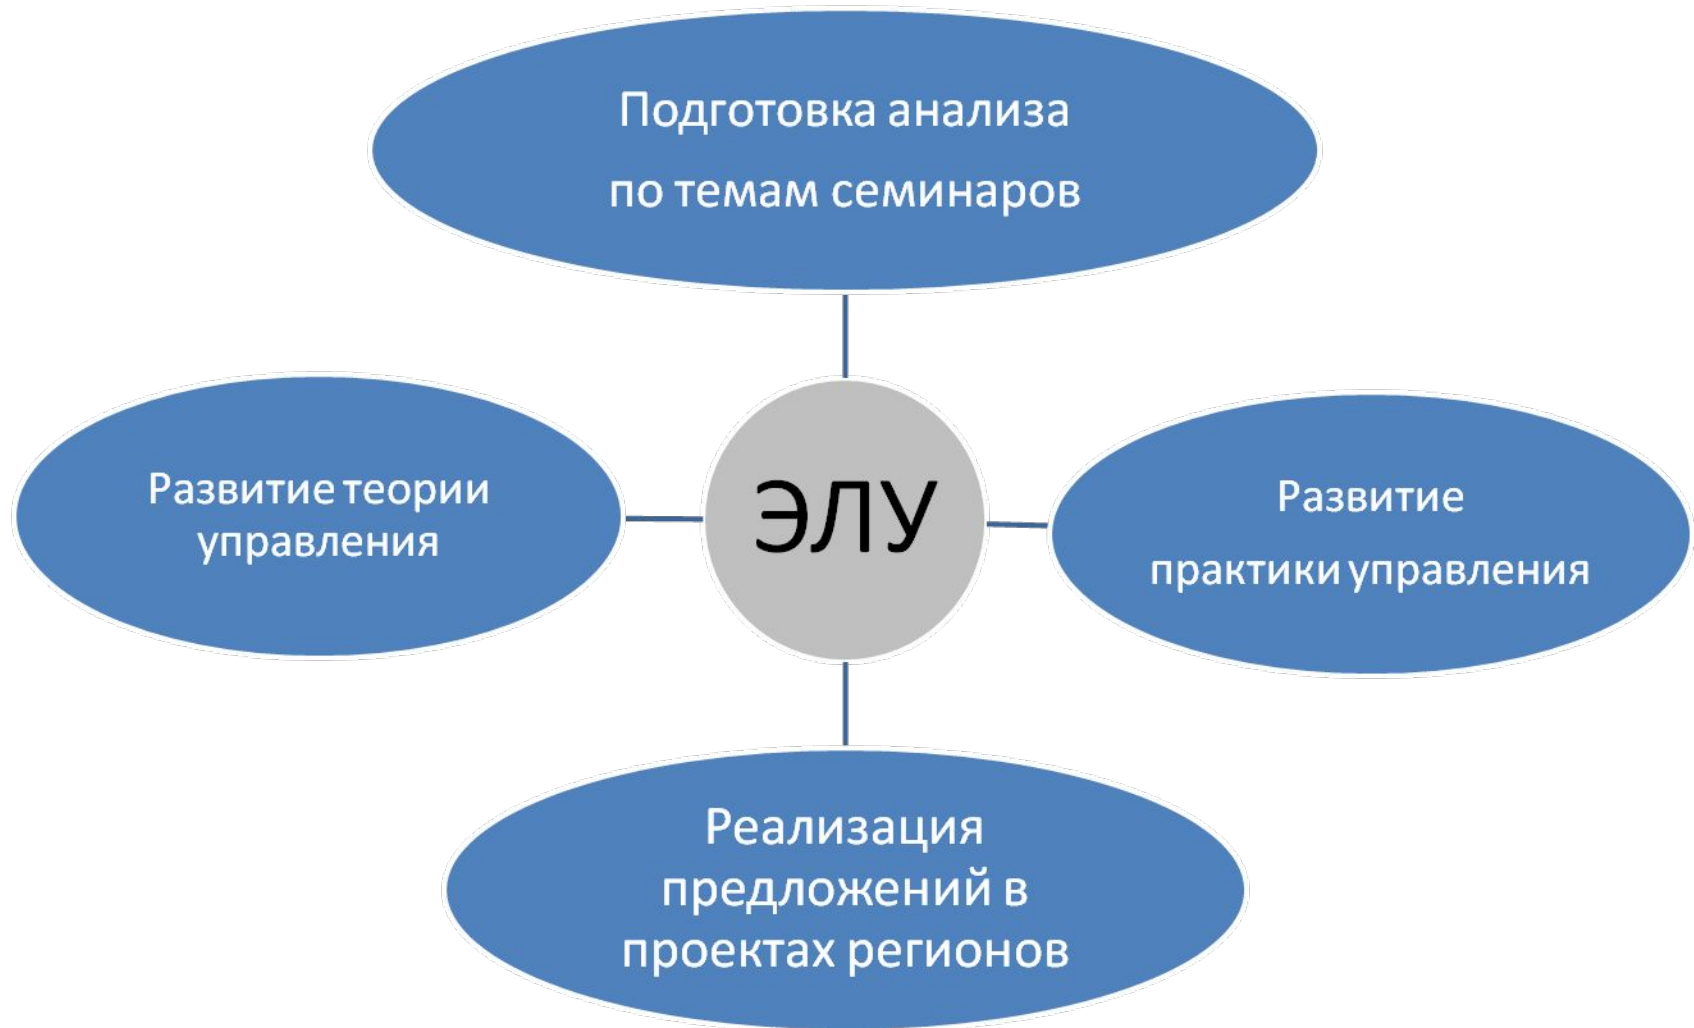 Подготовка анализа
по темам семинаров
Развитие теории
управления
ЭЛУ
Развитие
практики управления
Реализация
предложений в
проектах регионов